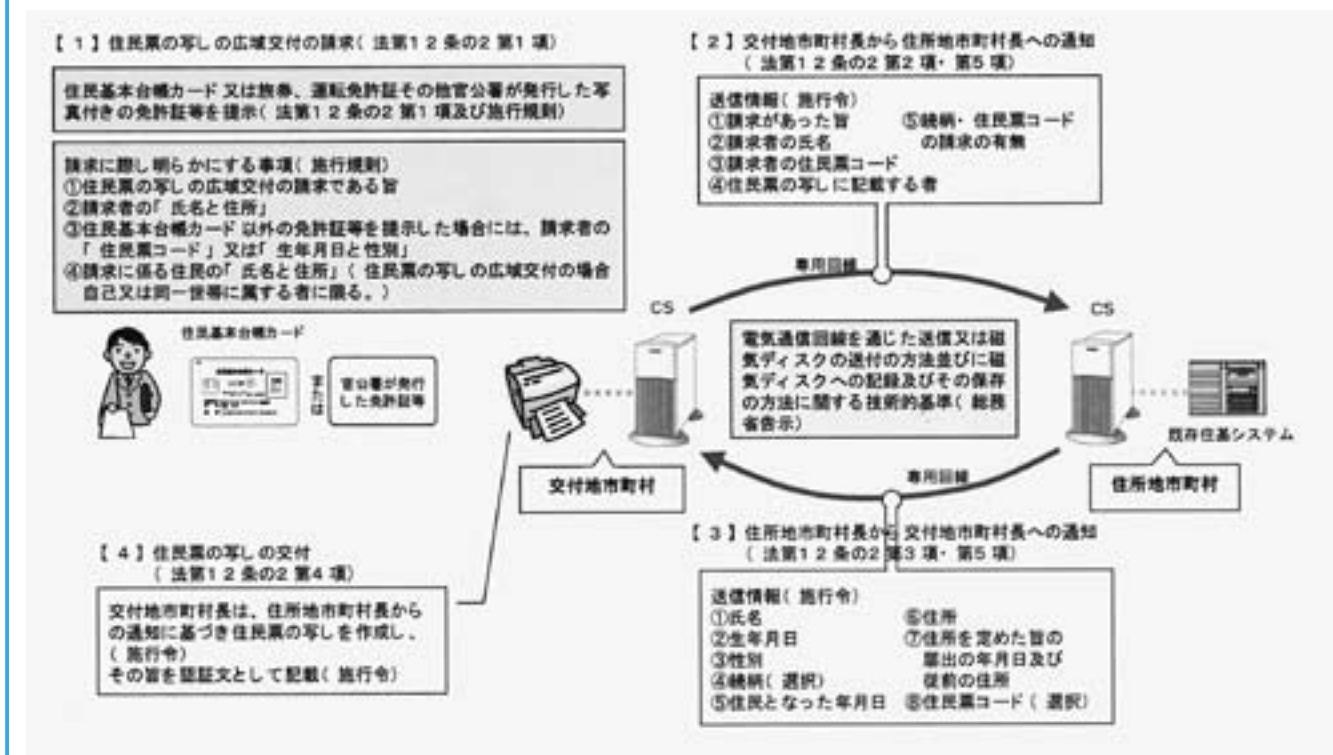 【1】住民票の写しの広域交付の請求(法第12条の2第1項)
住民基本台帳カード又は旅券、運転免許証その他官公署が発行した写
真付きの免許証等を提示(法第12条の2第1項及び施行規則)
請求に際し明らかにする事項(施行規則)
①住民票の写しの広域交付の請求である旨
②請求者の「氏名と住所」
③住民基本台帳カード以外の免許証等を提示した場合には、請求者の
「住民票コード」又は「生年月日と性別」
④請求に係る住民の「氏名と住所」(住民票の写しの広域交付の場合
自己又は同一世帯に属する者に限る。)
住民基本台帳カード
または
官公署が発行
した免許証等
【2】交付地市町村長から住所地市町村長への通知
(法第12条の2第2項・第5項)
送信情報(施行令)
①請求があった旨
②請求者の氏名
③請求者の住民票コード
④住民票の写しに記載する者
⑤続柄・住民票コード
の請求の有無
専用回線
CS
CS
電気通信回線を通じた送信又は磁
気ディスクの送付の方法並びに磁
気ディスクへの記録及びその保存
の方法に関する技術的基準(総務
省告示)
既存住基システム
専用回線
交付地市町村
住所地市町村
【3】住所地市町村長から交付地市町村長への通知
(法第12条の2第3項・第5項)
送信情報(施行令)
①氏名
②生年月日
③性別
④続柄(選択)
⑤住民となった年月日
⑥住所
⑦住所を定めた旨の
届出の年月日及び
従前の住所
⑧住民票コード(選択)
【4】住民票の写しの交付
(法第12条の2第4項)
交付地市町村長は、住所地市町村長から
の通知に基づき住民票の写しを作成し、
(施行令)
その旨を認証文として記載(施行令)